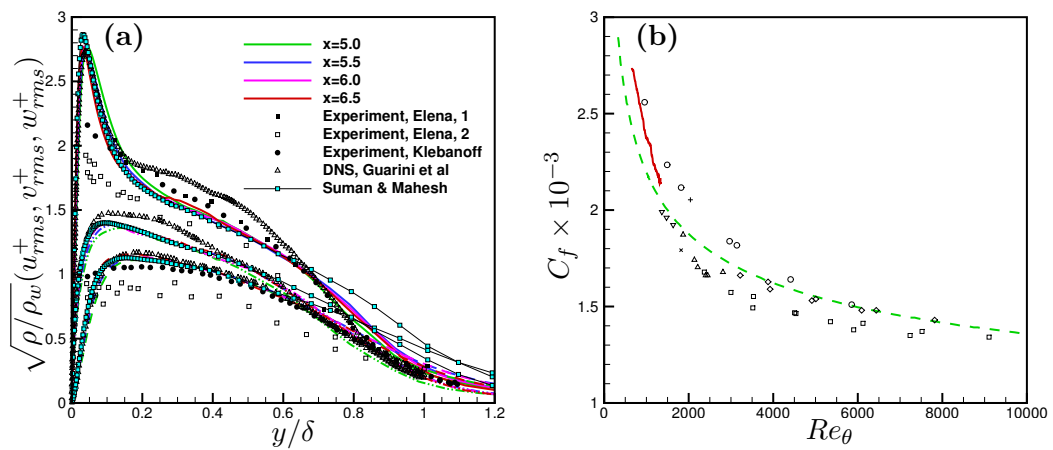 (a)
x=5.0
x=5.5
x=6.0
x=6.5
Experiment, Elena, 1
Experiment, Elena, 2
Experiment, Klebanoff
DNS, Guarini et al
Suman & Mahesh
√ρ/ρw(u⁺rms, v⁺rms, w⁺rms)
3
2.5
2
1.5
1
0.5
0
0 0.2 0.4 0.6 0.8 1 1.2
y/δ
(b)
C_f × 10⁻³
3
2.5
2
1.5
1
0 2000 4000 6000 8000 10000
Re_θ